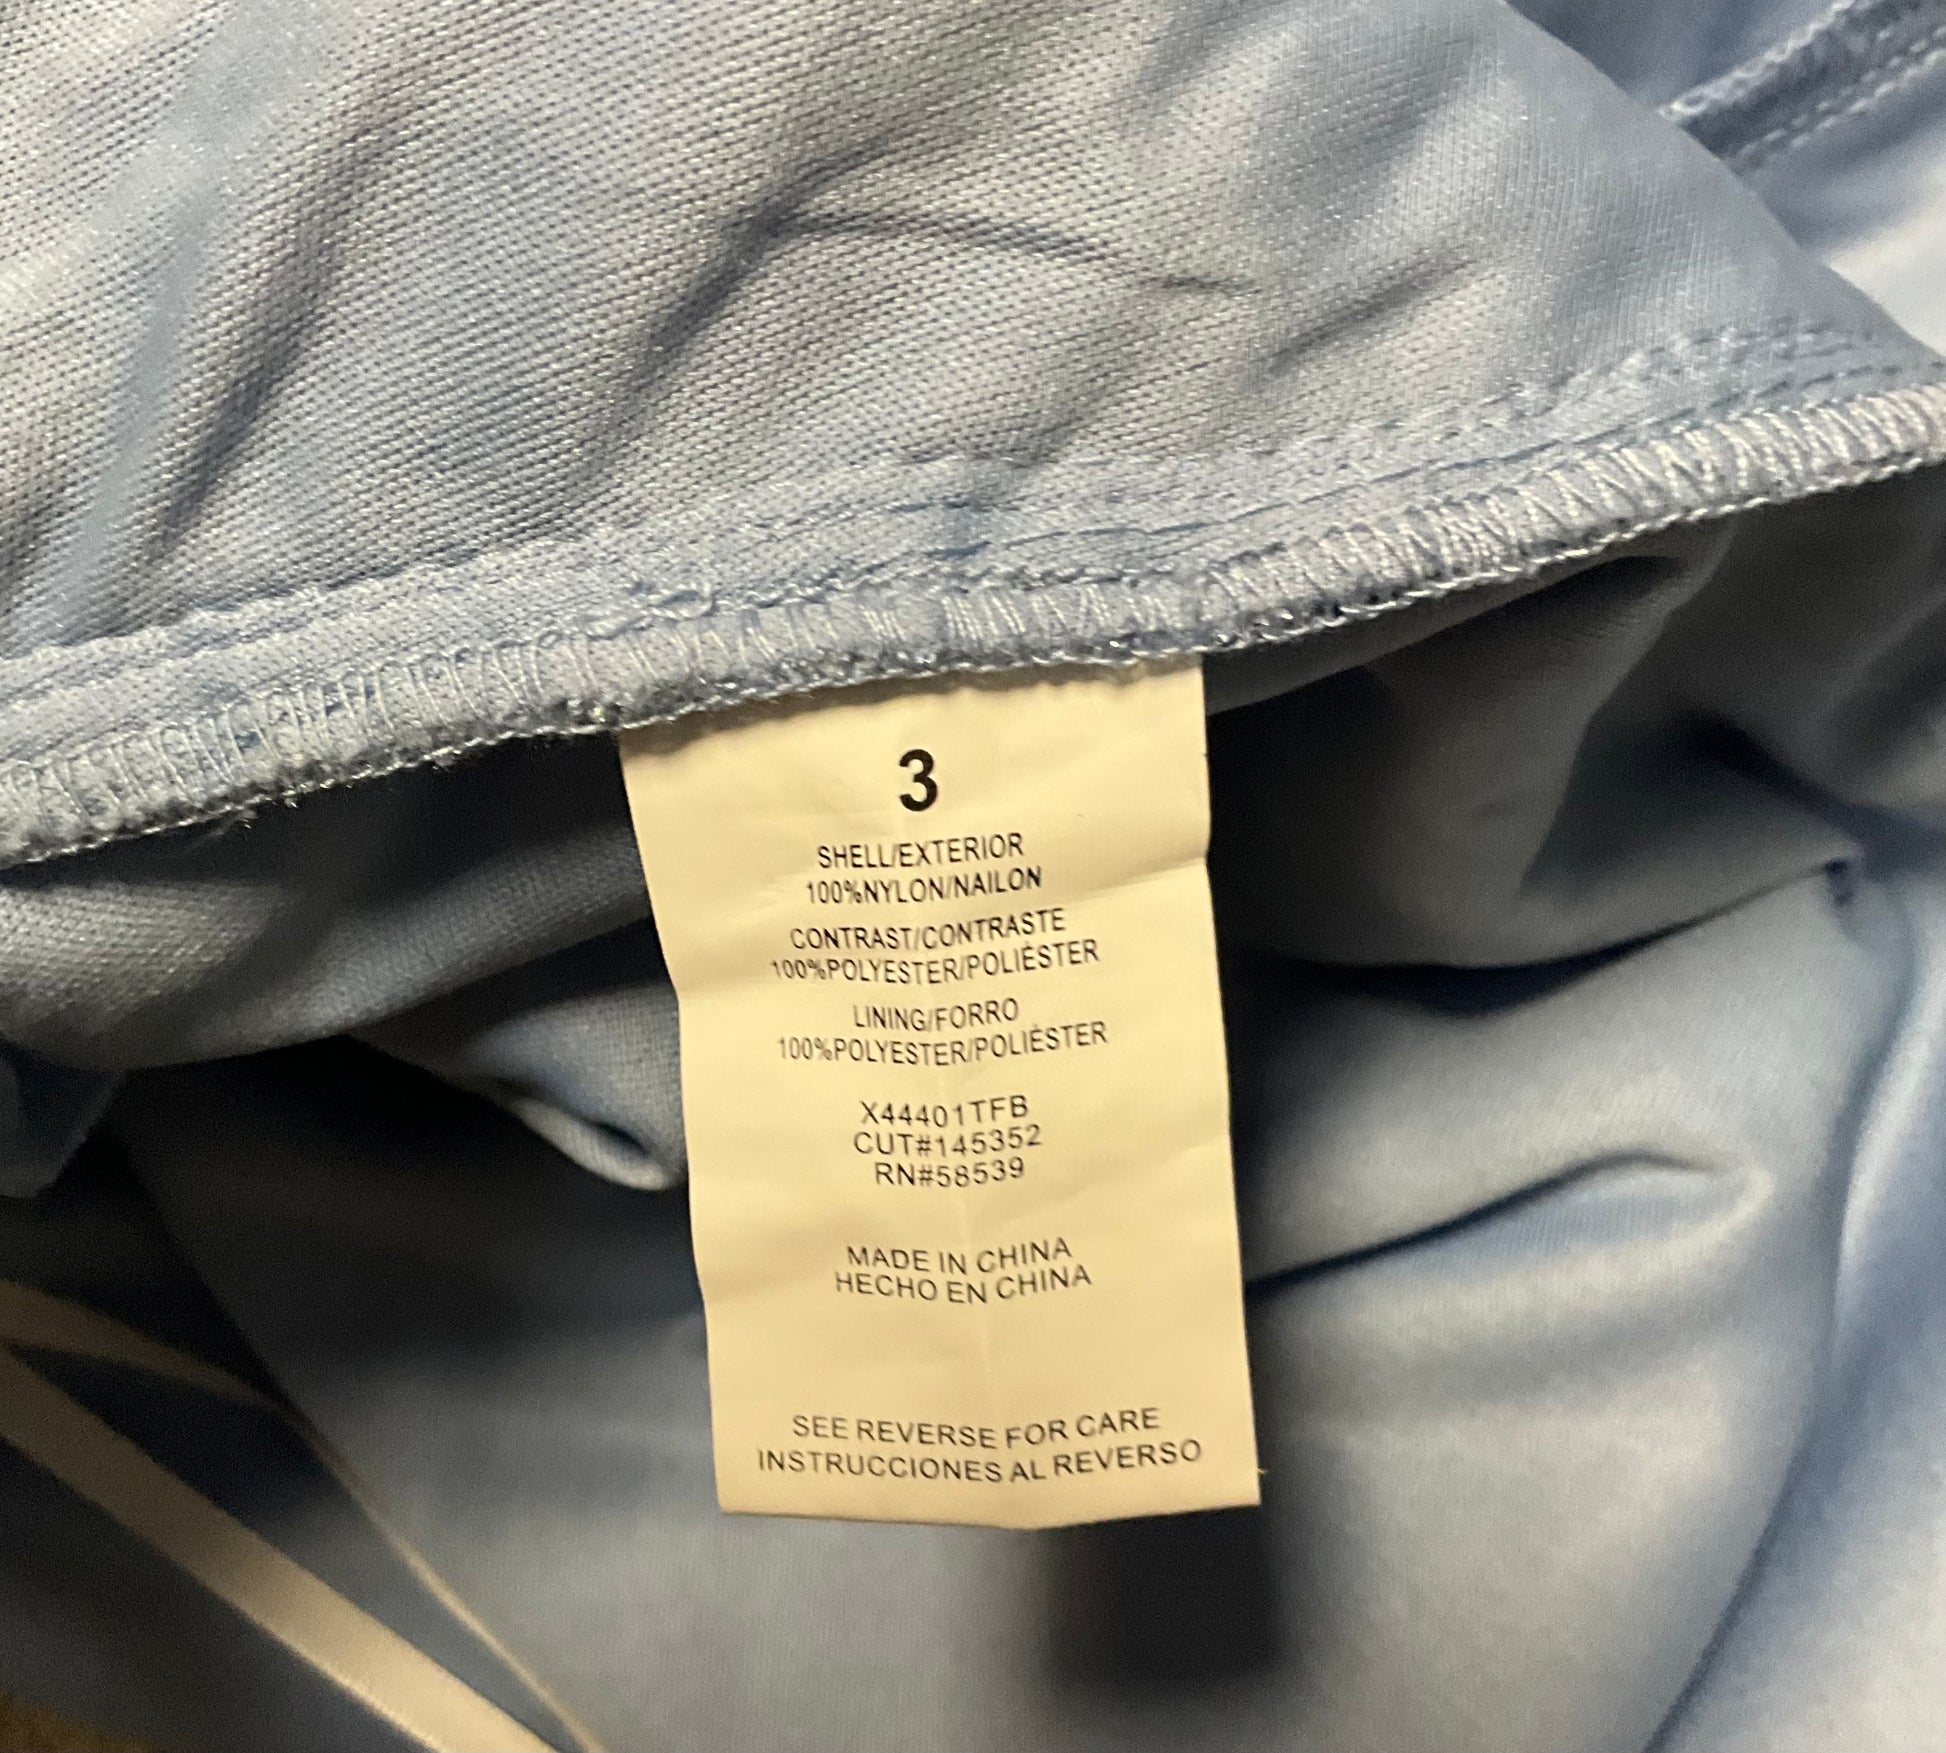 3
SHELL/EXTERIOR
100%NYLON/NAILON
CONTRAST/CONTRASTE
100%POLYESTER/POLIÉSTER
LINING/FORRO
100%POLYESTER/POLIÉSTER
X44401TFB
CUT#145352
RN#58539
MADE IN CHINA
HECHO EN CHINA
SEE REVERSE FOR CARE
INSTRUCCIONES AL REVERSO